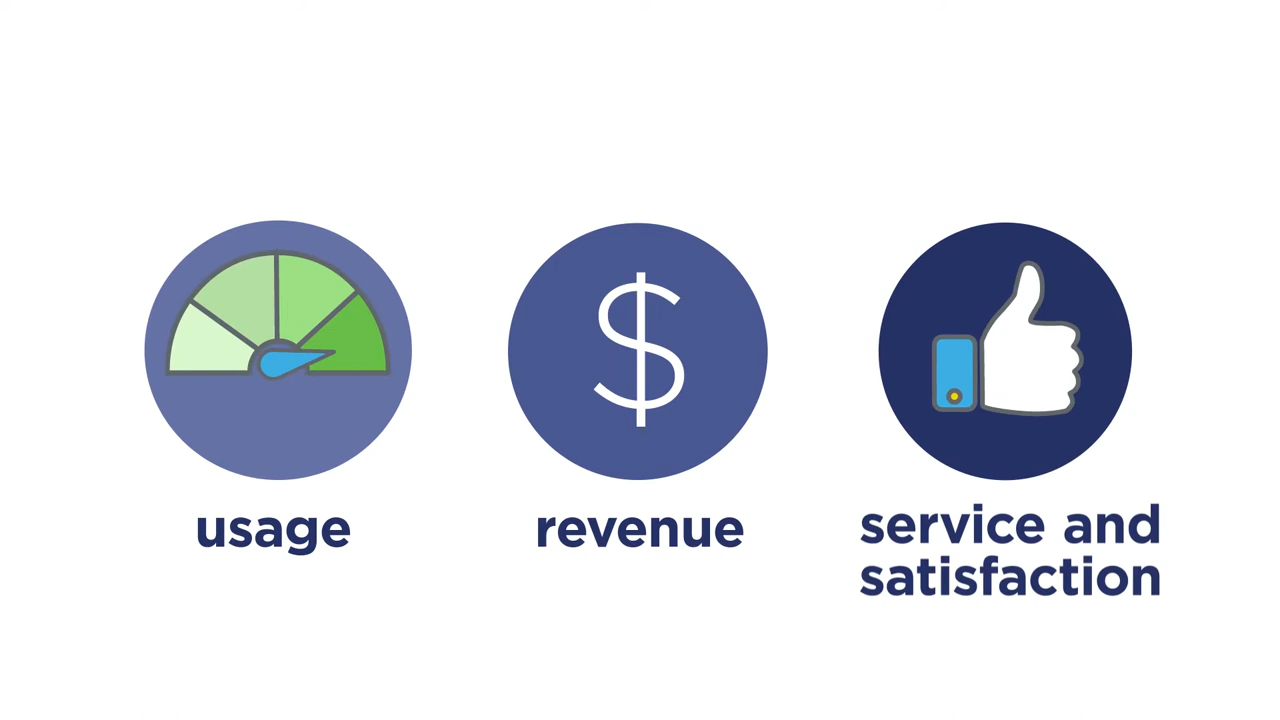 $
usage
revenue
service and
satisfaction